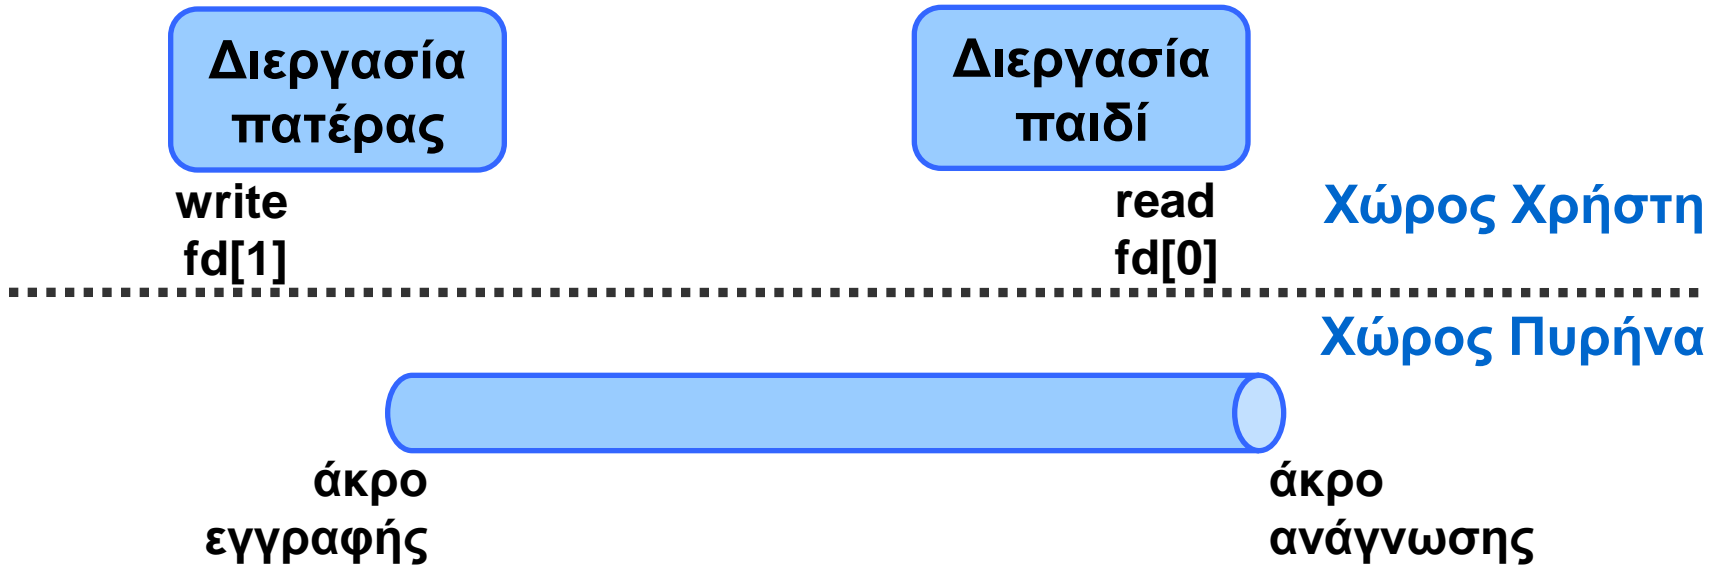 Διεργασία
πατέρας
Διεργασία
παιδί
write
fd[1]
read
fd[0]
Χώρος Χρήστη
Χώρος Πυρήνα
άκρο
εγγραφής
άκρο
ανάγνωσης